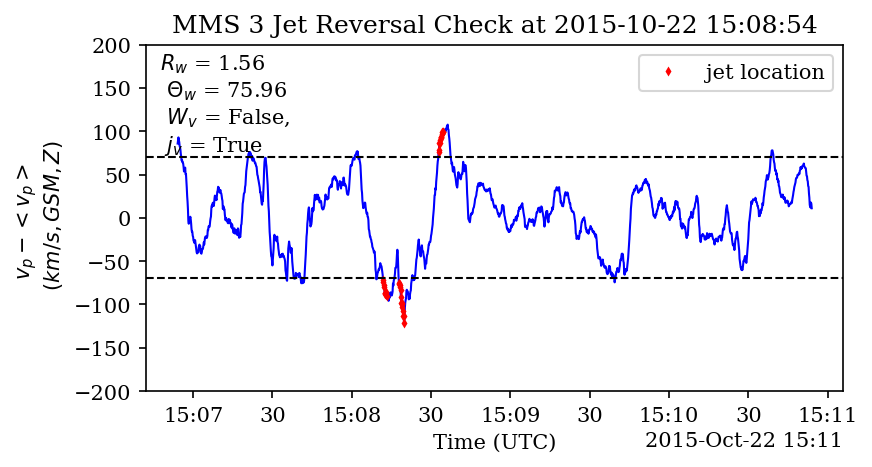 MMS 3 Jet Reversal Check at 2015-10-22 15:08:54
R_w = 1.56
Θ_w = 75.96
W_v = False,
j_v = True
jet location
v_p − < v_p >
(km/s, GSM, Z)
200
150
100
50
0
−50
−100
−150
−200
15:07 30 15:08 30 15:09 30 15:10 30 15:11
Time (UTC)
2015-Oct-22 15:11